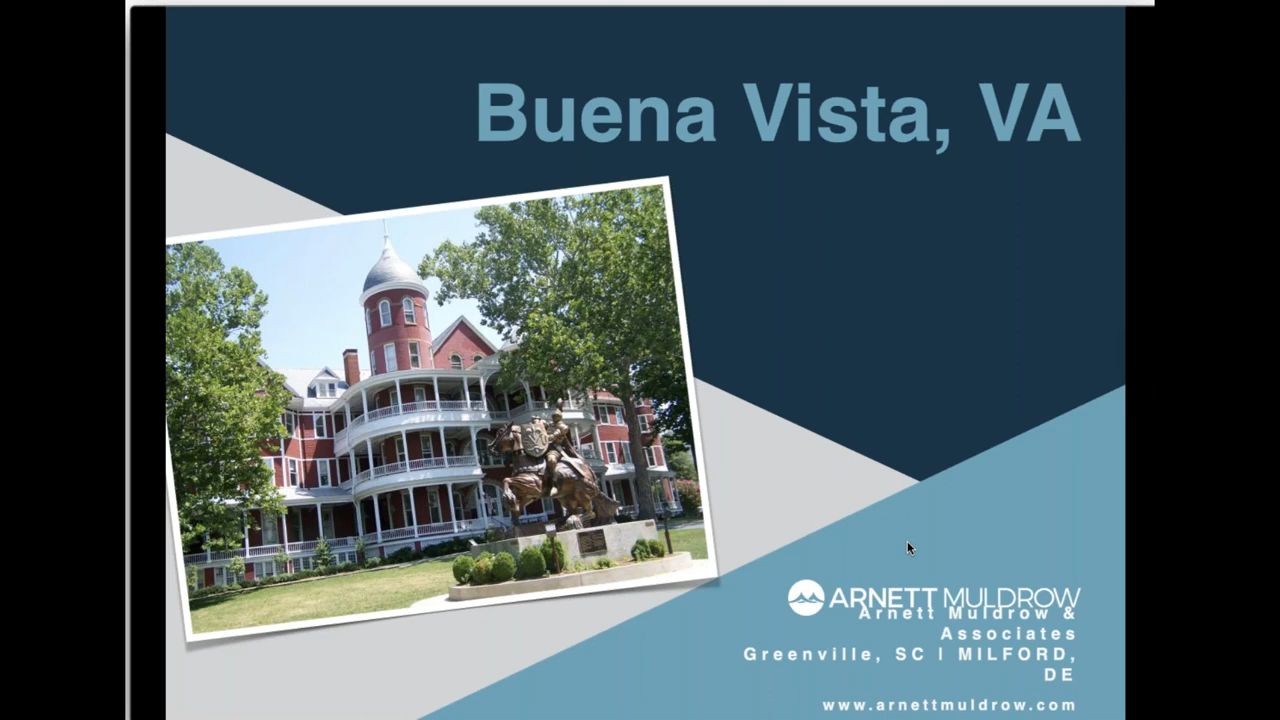 Buena Vista, VA
ARNETT MULDROW
Arnett Muldrow &
Associates
Greenville, SC | MILFORD,
DE
www.arnettmuldrow.com